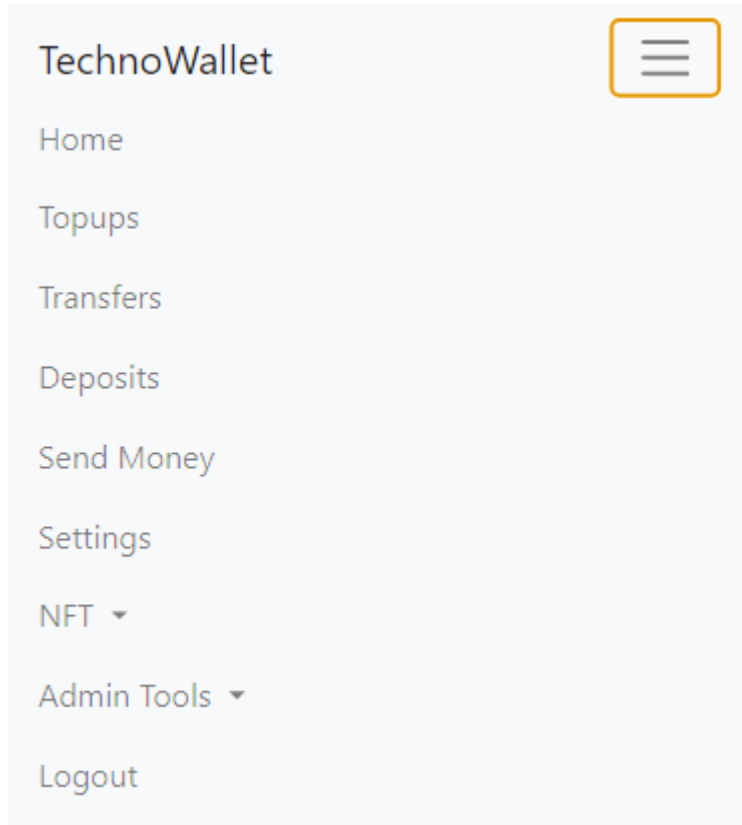 TechnoWallet
Home
Topups
Transfers
Deposits
Send Money
Settings
NFT
Admin Tools
Logout